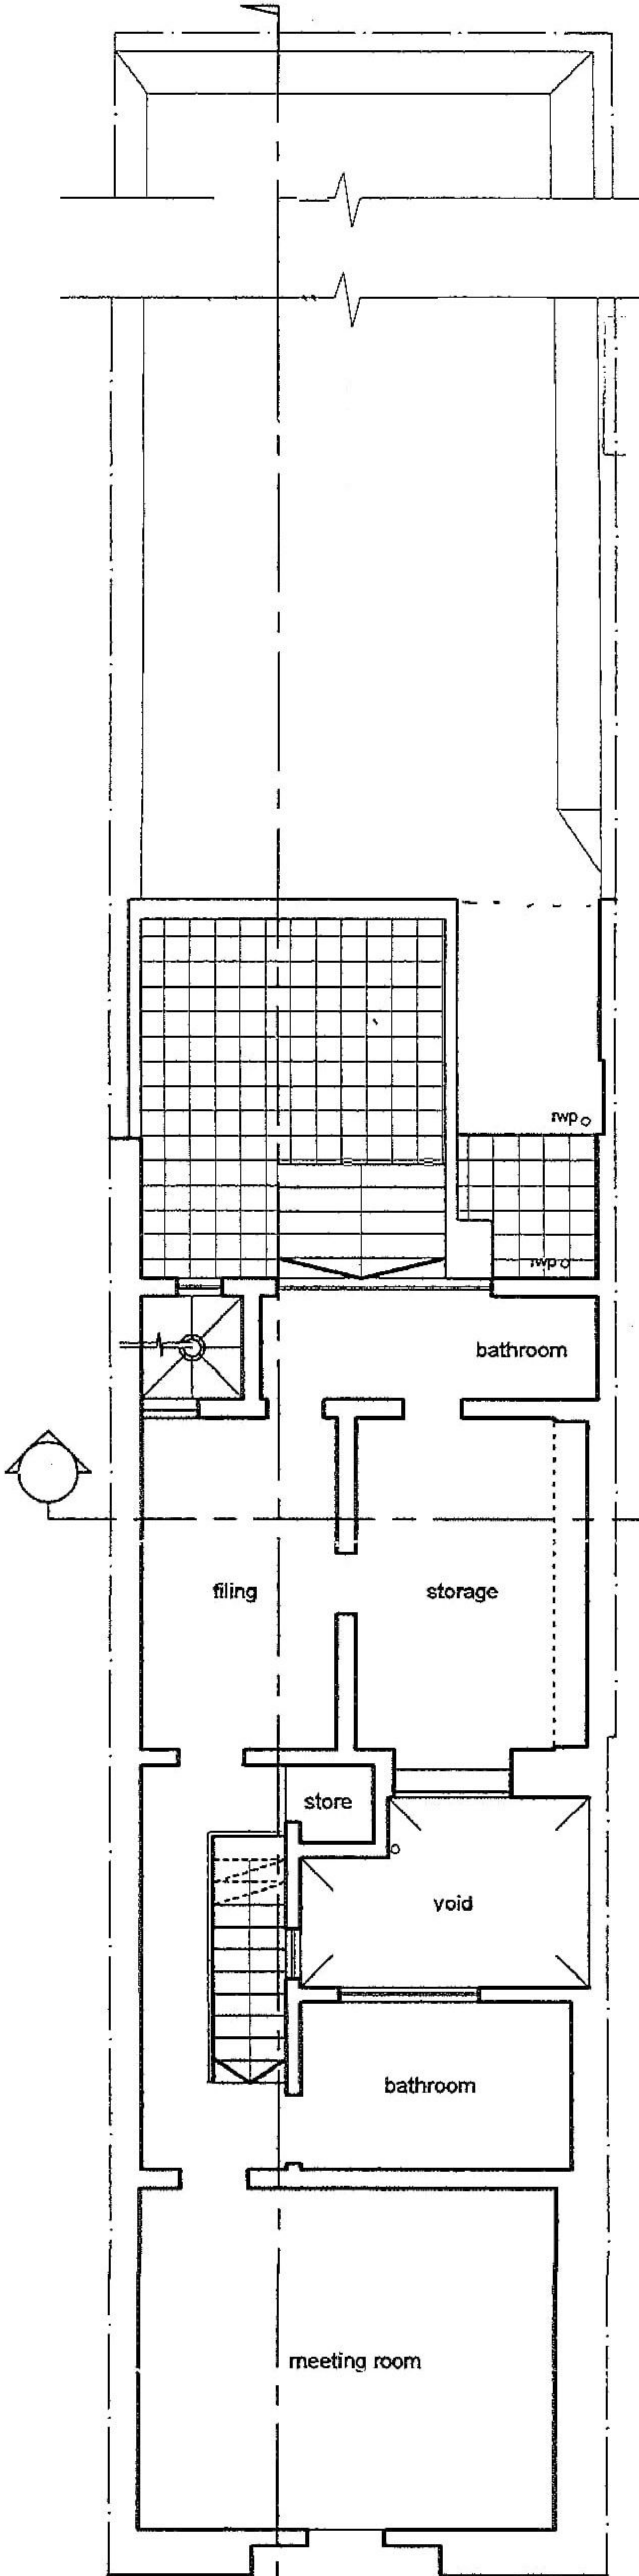 rwp
rwp
bathroom
filing
storage
store
void
bathroom
meeting room